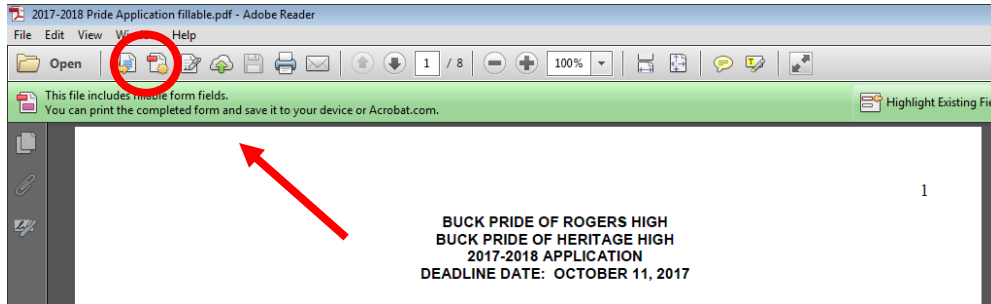 2017-2018 Pride Application fillable.pdf - Adobe Reader
File Edit View Window Help
Open 1 / 8 100%
This file includes fillable form fields.
You can print the completed form and save it to your device or Acrobat.com.
Highlight Existing Fie
1
BUCK PRIDE OF ROGERS HIGH
BUCK PRIDE OF HERITAGE HIGH
2017-2018 APPLICATION
DEADLINE DATE: OCTOBER 11, 2017